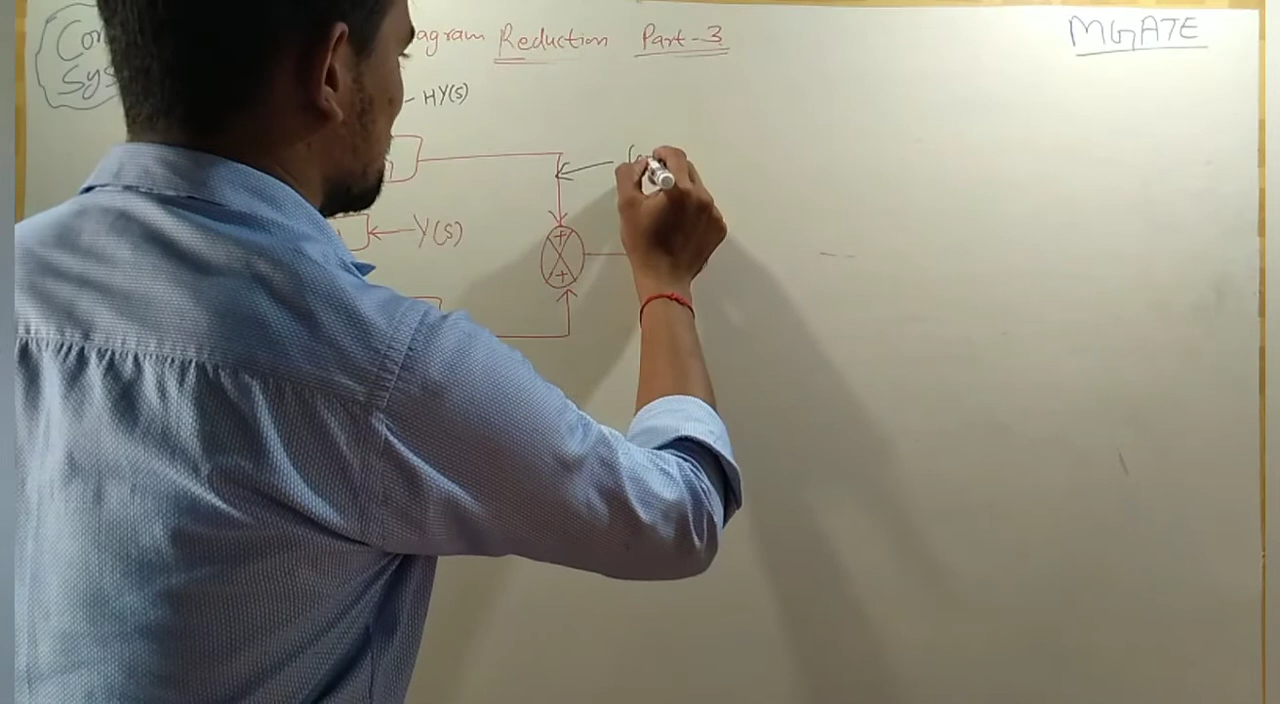 Con
Sys
agram Reduction Part-3
MGATE
- HY(S)
Y(S)
+
+